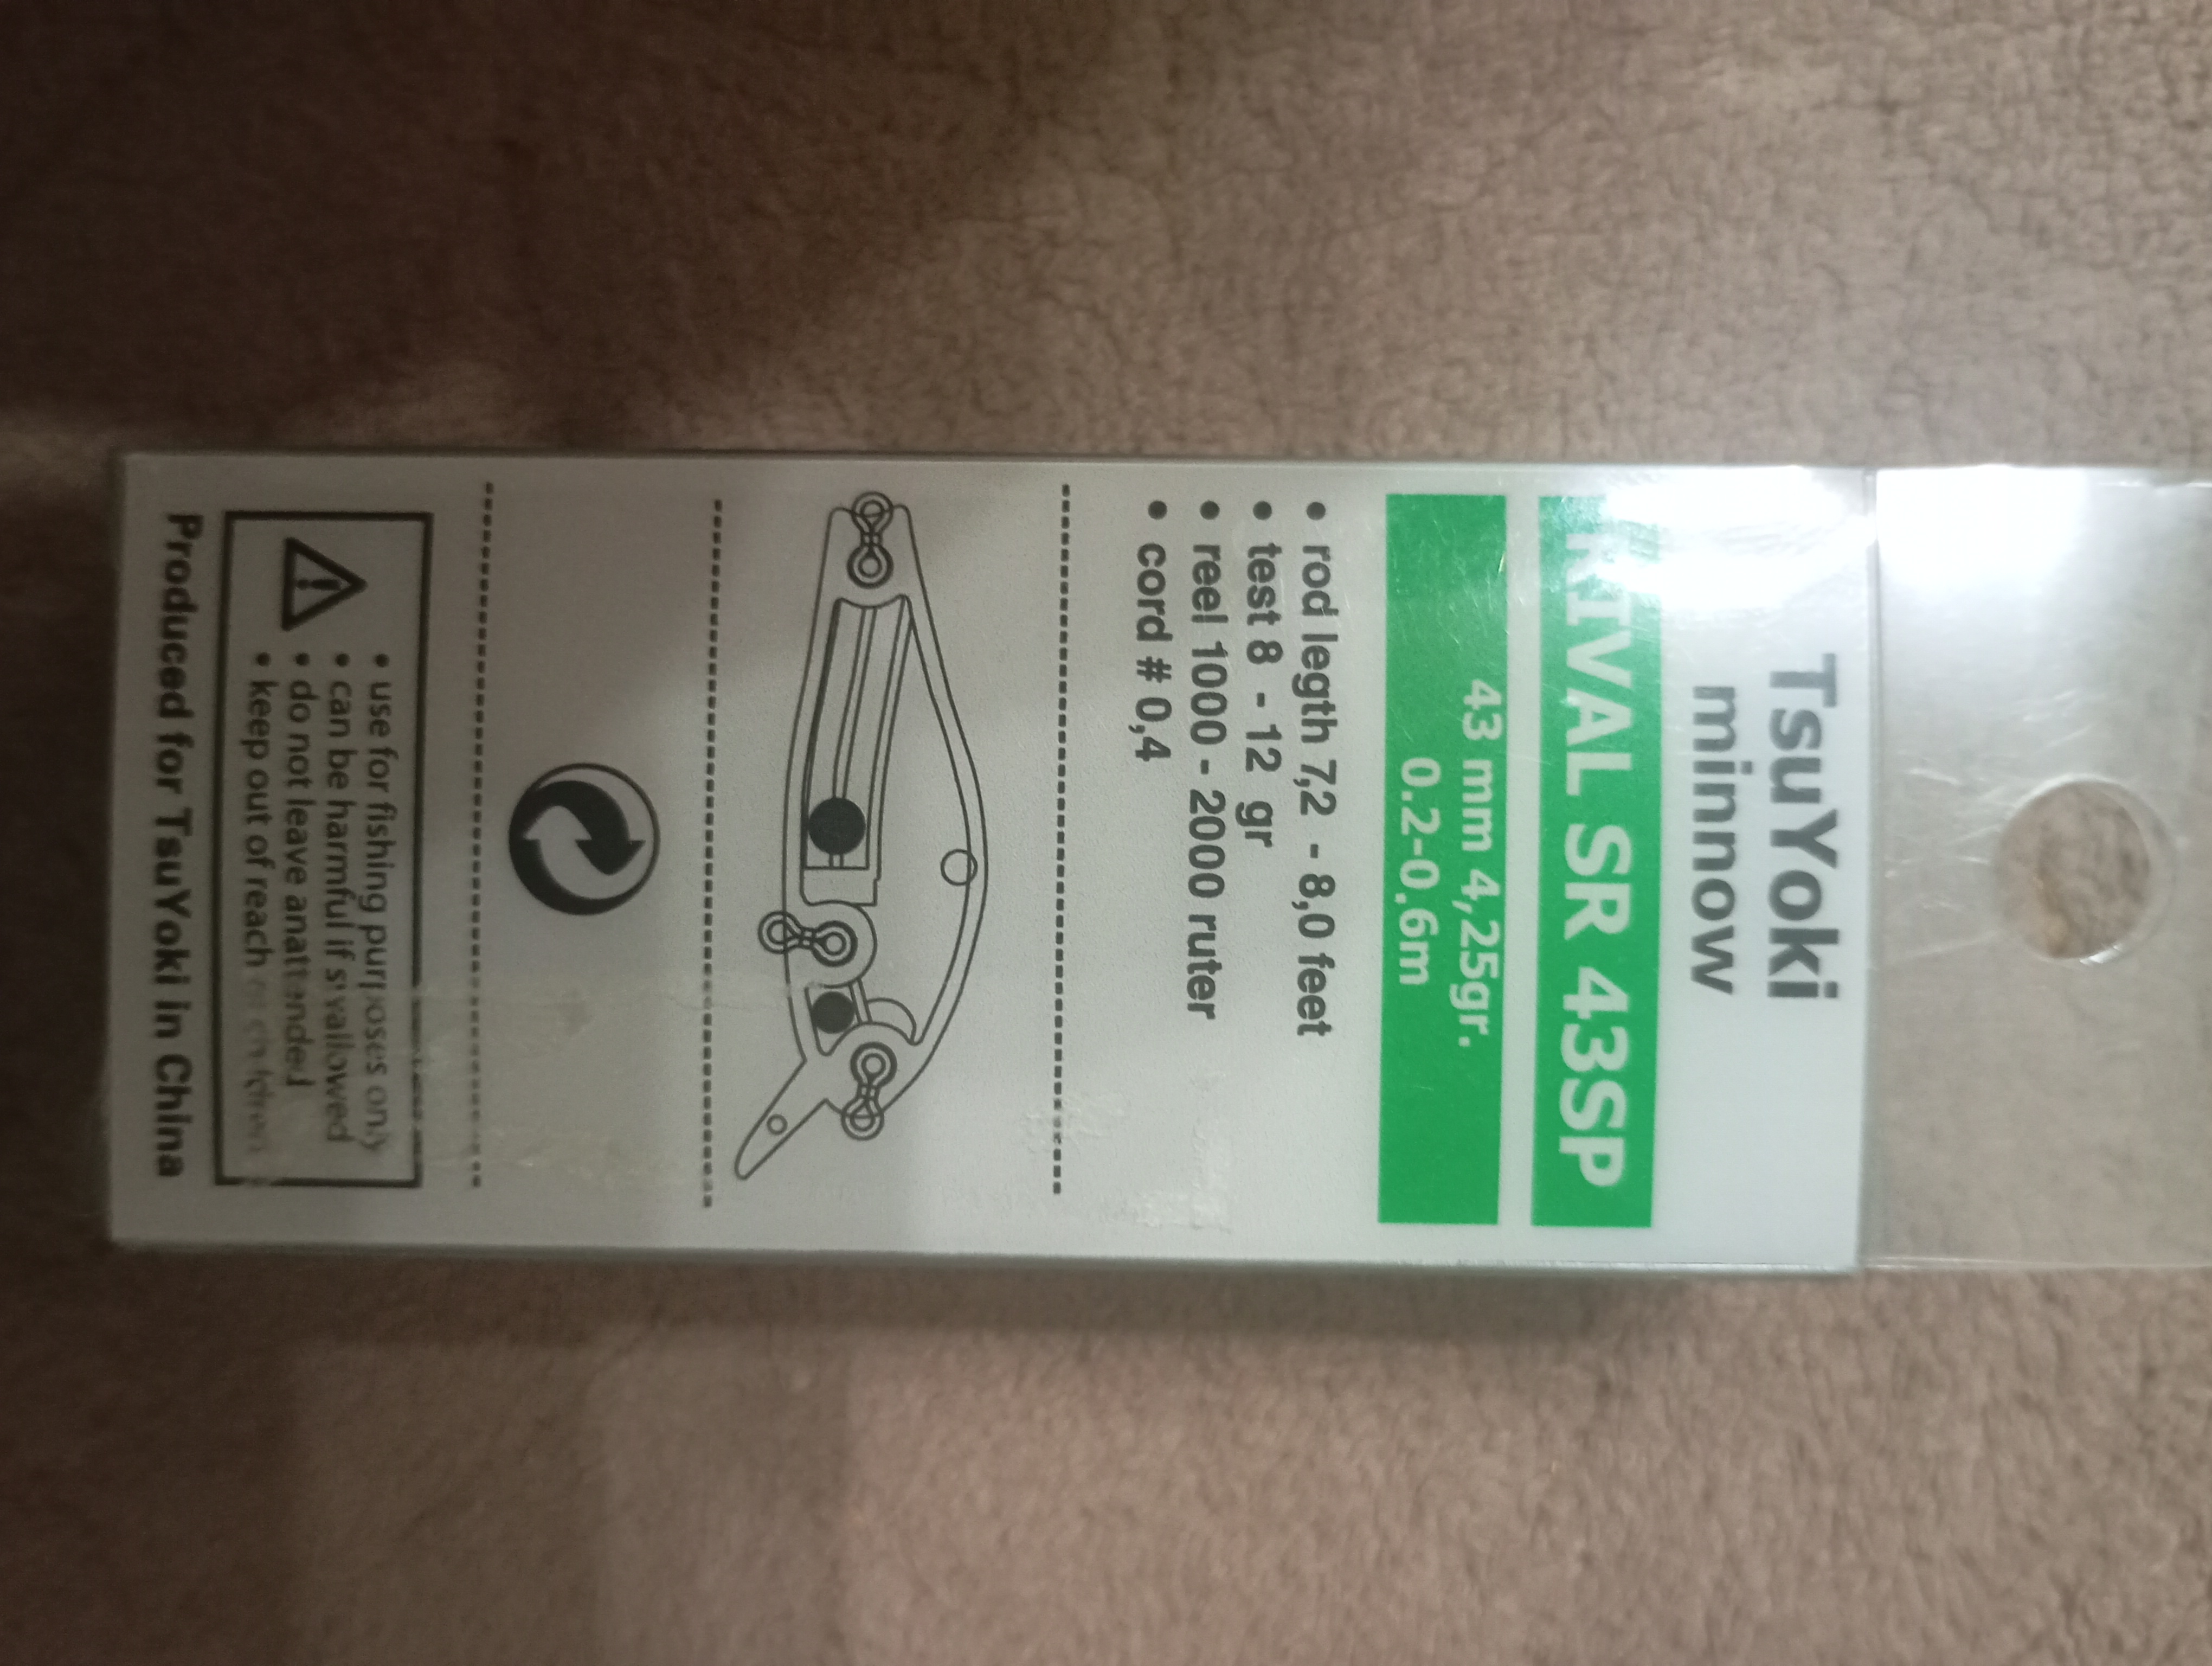 TsuYoki
minnow
RIVAL SR 43SP
43 mm 4,25gr.
0.2-0.6m
• rod legth 7,2 - 8,0 feet
• test 8 - 12 gr
• reel 1000 - 2000 ruter
• cord # 0,4
• use for fishing purposes only
• can be harmful if swallowed
• do not leave anattended
• keep out of reach or children
Produced for TsuYoki in China